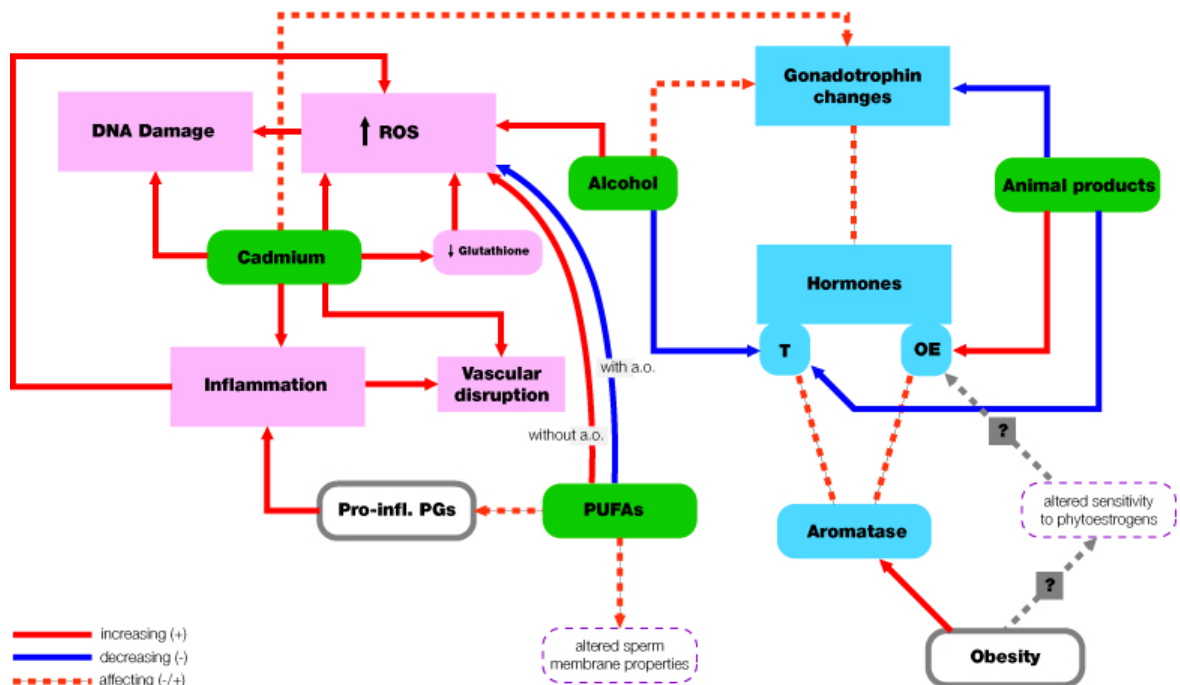 Gonadotrophin
changes
DNA Damage
↑ ROS
Alcohol
Animal products
Cadmium
↓ Glutathione
Hormones
T
OE
Inflammation
Vascular
disruption
with a.o.
without a.o.
?
Pro-infl. PGs
PUFAs
altered sensitivity
to phytoestrogens
Aromatase
?
altered sperm
membrane properties
Obesity
increasing (+)
decreasing (-)
affecting (-/+)